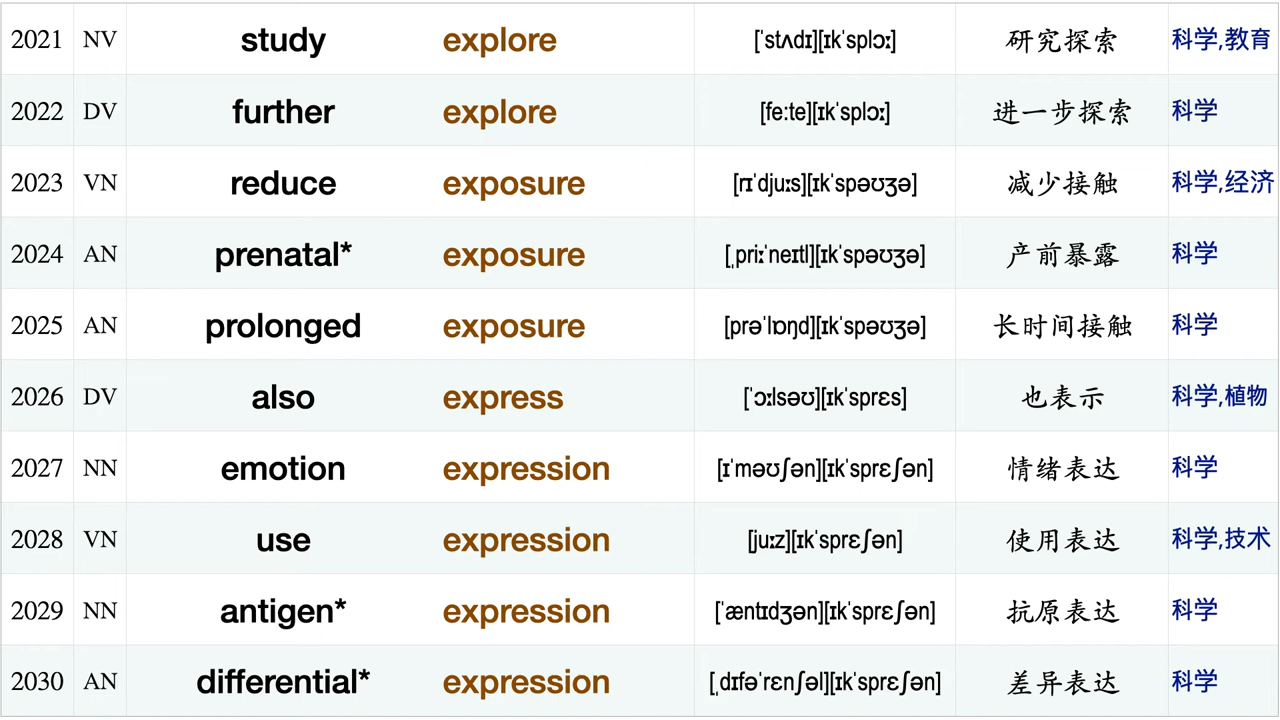 2021 NV study explore [ˈstʌdɪ][ɪkˈsplɔː] 研究探索 科学,教育
2022 DV further explore [fe:te][ɪkˈsplɔː] 进一步探索 科学
2023 VN reduce exposure [rɪˈdjuːs][ɪkˈspəʊʒə] 减少接触 科学,经济
2024 AN prenatal* exposure [ˌpriːˈneɪtl][ɪkˈspəʊʒə] 产前暴露 科学
2025 AN prolonged exposure [prəˈlɒŋd][ɪkˈspəʊʒə] 长时间接触 科学
2026 DV also express [ˈɔːlsəʊ][ɪkˈsprɛs] 也表示 科学,植物
2027 NN emotion expression [ɪˈməʊʃən][ɪkˈsprɛʃən] 情绪表达 科学
2028 VN use expression [juːz][ɪkˈsprɛʃən] 使用表达 科学,技术
2029 NN antigen* expression [ˈæntɪdʒən][ɪkˈsprɛʃən] 抗原表达 科学
2030 AN differential* expression [ˌdɪfəˈrɛnʃəl][ɪkˈsprɛʃən] 差异表达 科学